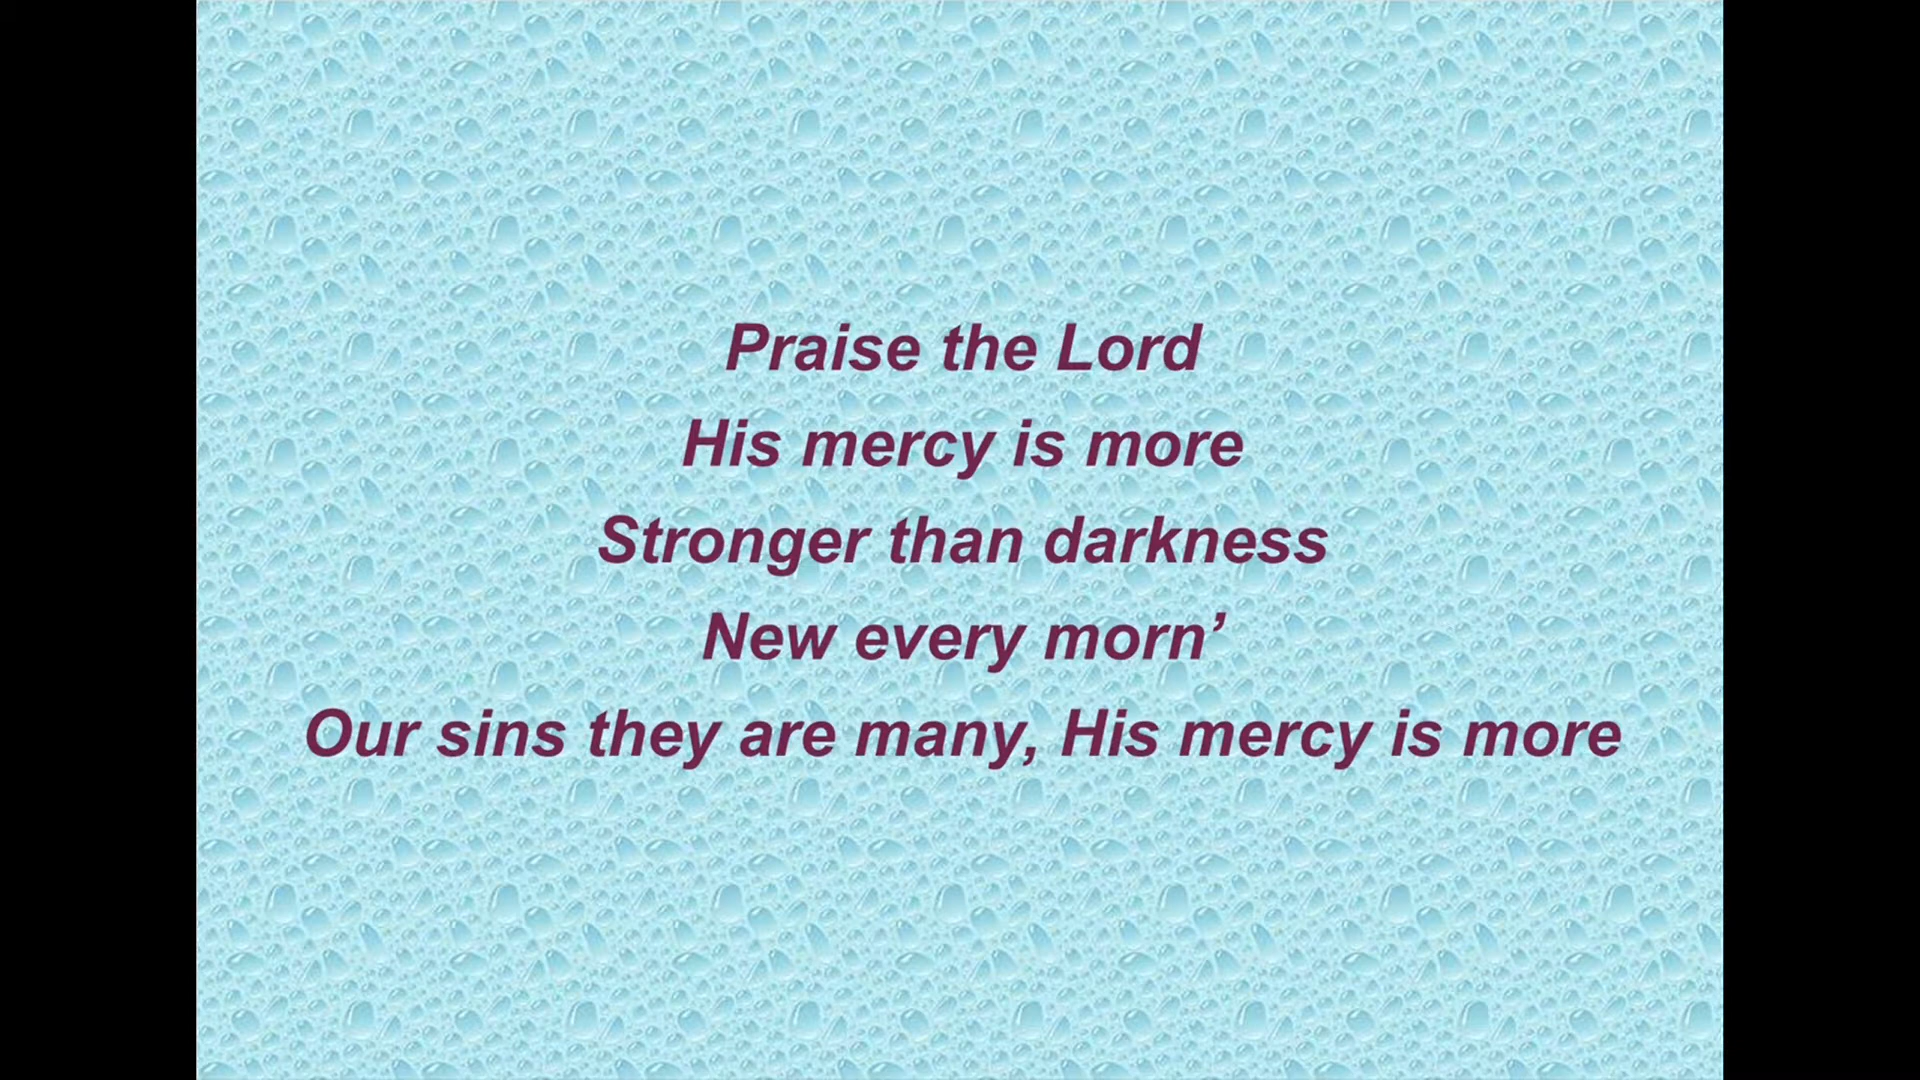 Praise the Lord
His mercy is more
Stronger than darkness
New every morn’
Our sins they are many, His mercy is more